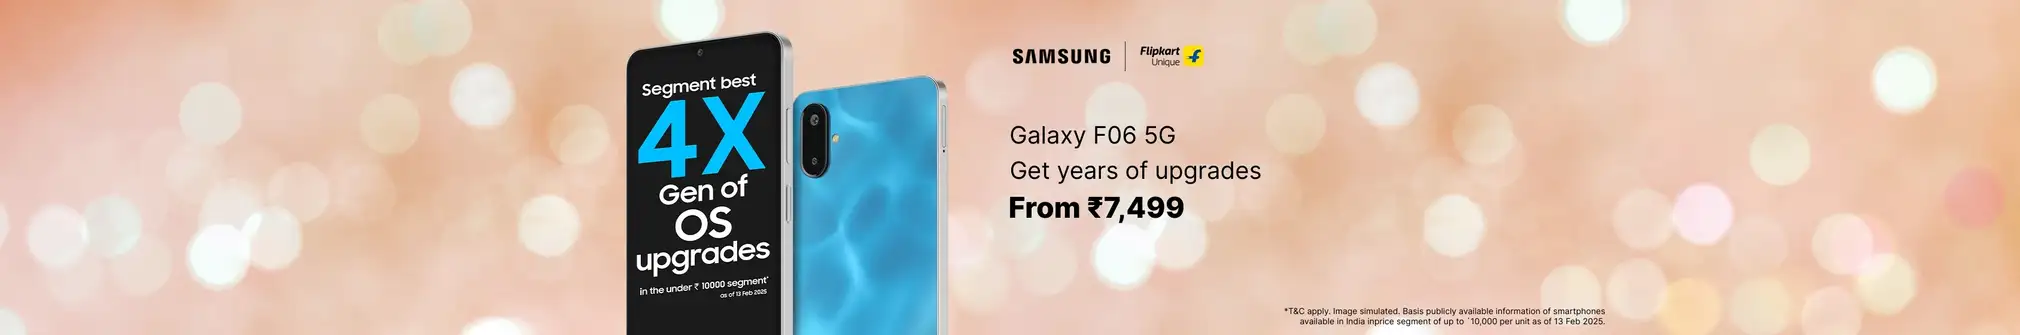 Segment best
4X
Gen of
OS
upgrades
in the under ₹ 10000 segment*
as of 13 Feb 2025
SAMSUNG
Flipkart
Unique
Galaxy F06 5G
Get years of upgrades
From ₹7,499
*T&C apply. Image simulated. Basis publicly available information of smartphones
available in India inprice segment of up to `10,000 per unit as of 13 Feb 2025.